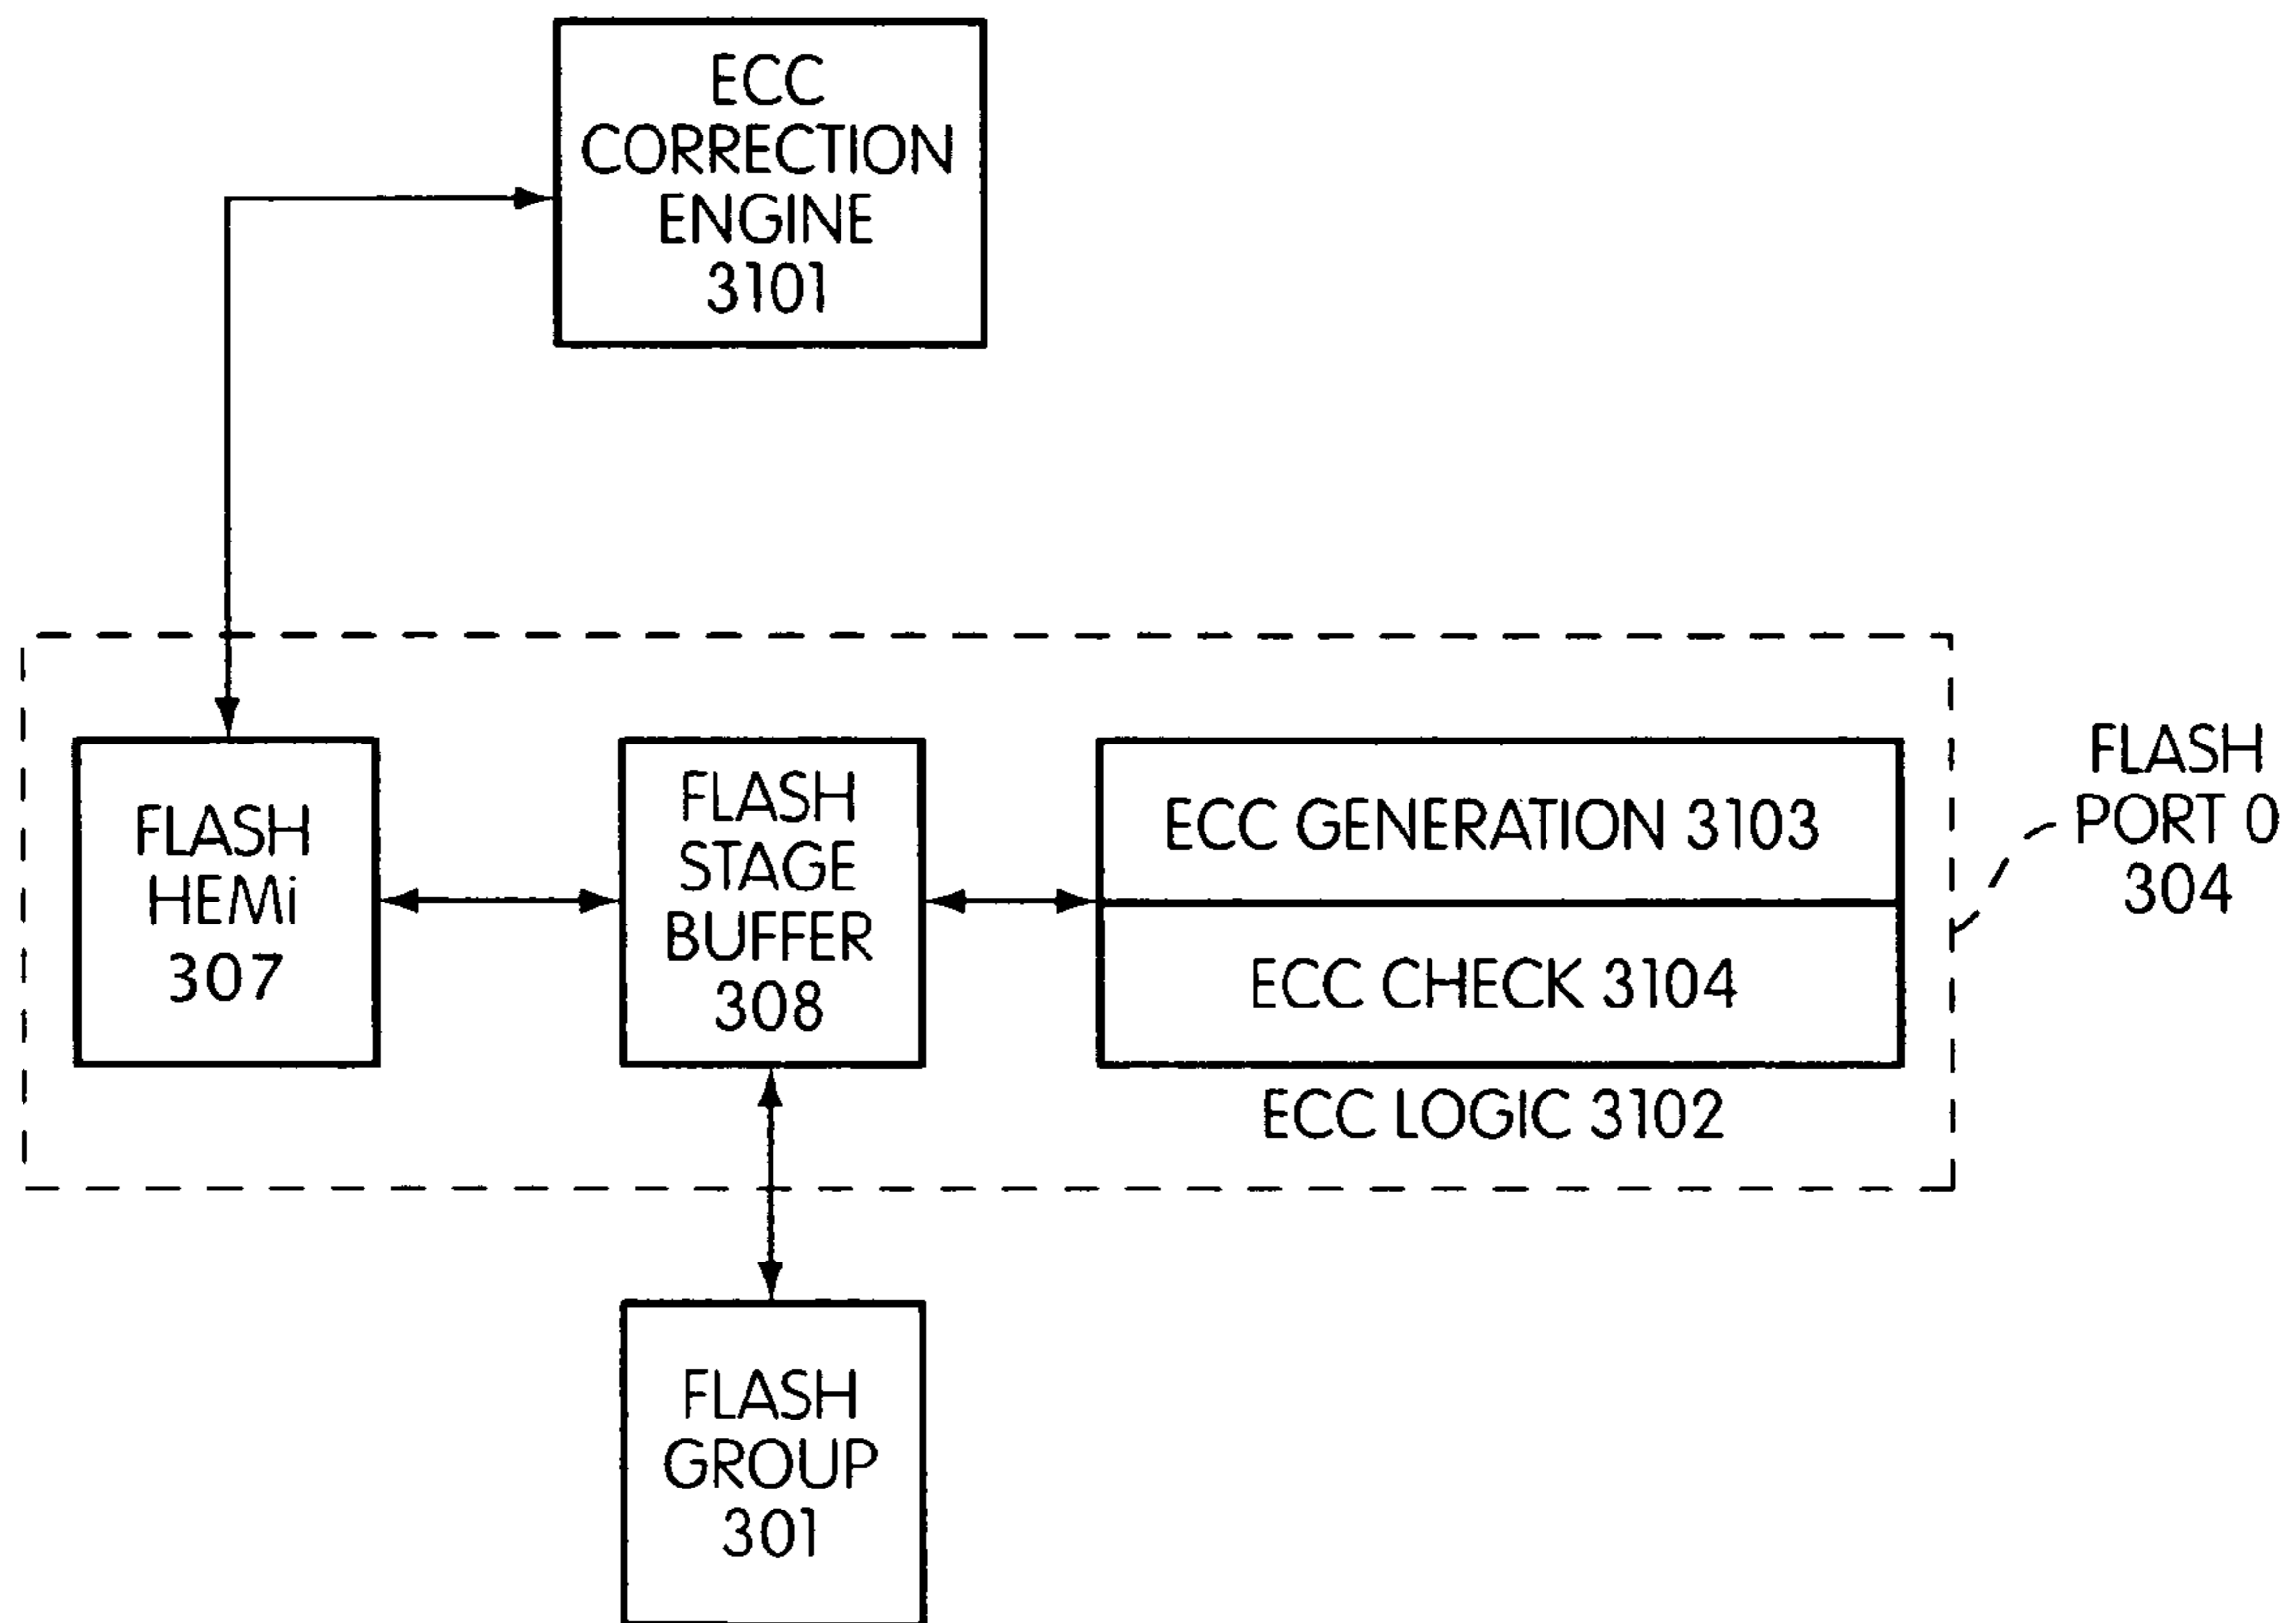 ECC
CORRECTION
ENGINE
3101
FLASH
HEMi
307
FLASH
STAGE
BUFFER
308
ECC GENERATION 3103
ECC CHECK 3104
ECC LOGIC 3102
FLASH
PORT 0
304
FLASH
GROUP
301